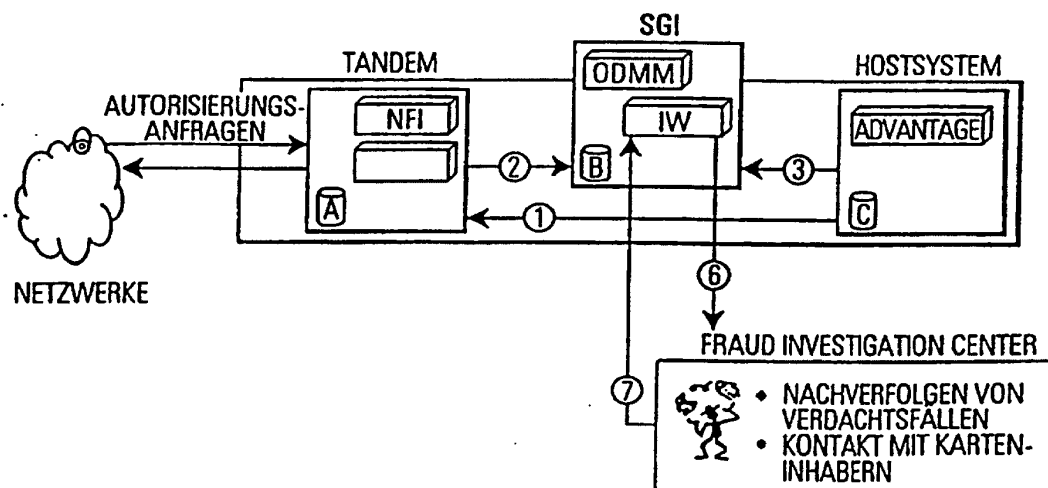 SGI
TANDEM
HOSTSYSTEM
ODMM
AUTORISIERUNGS-
ANFRAGEN
NFI
IW
ADVANTAGE
2
3
A
B
C
1
NETZWERKE
6
FRAUD INVESTIGATION CENTER
7
• NACHVERFOLGEN VON
VERDACHTSFÄLLEN
• KONTAKT MIT KARTEN-
INHABERN